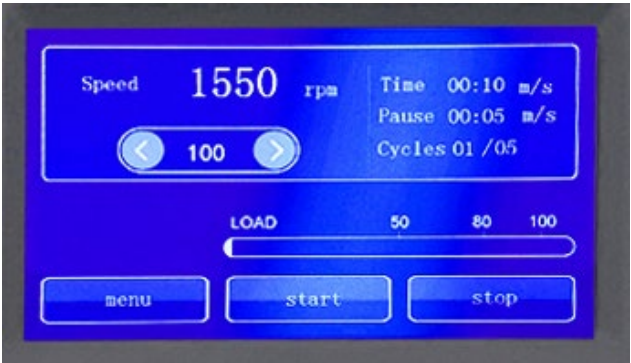 Speed 1550 rpm
Time 00:10 m/s
Pause 00:05 m/s
Cycles 01 /05
< 100 >
LOAD 50 80 100
menu start stop